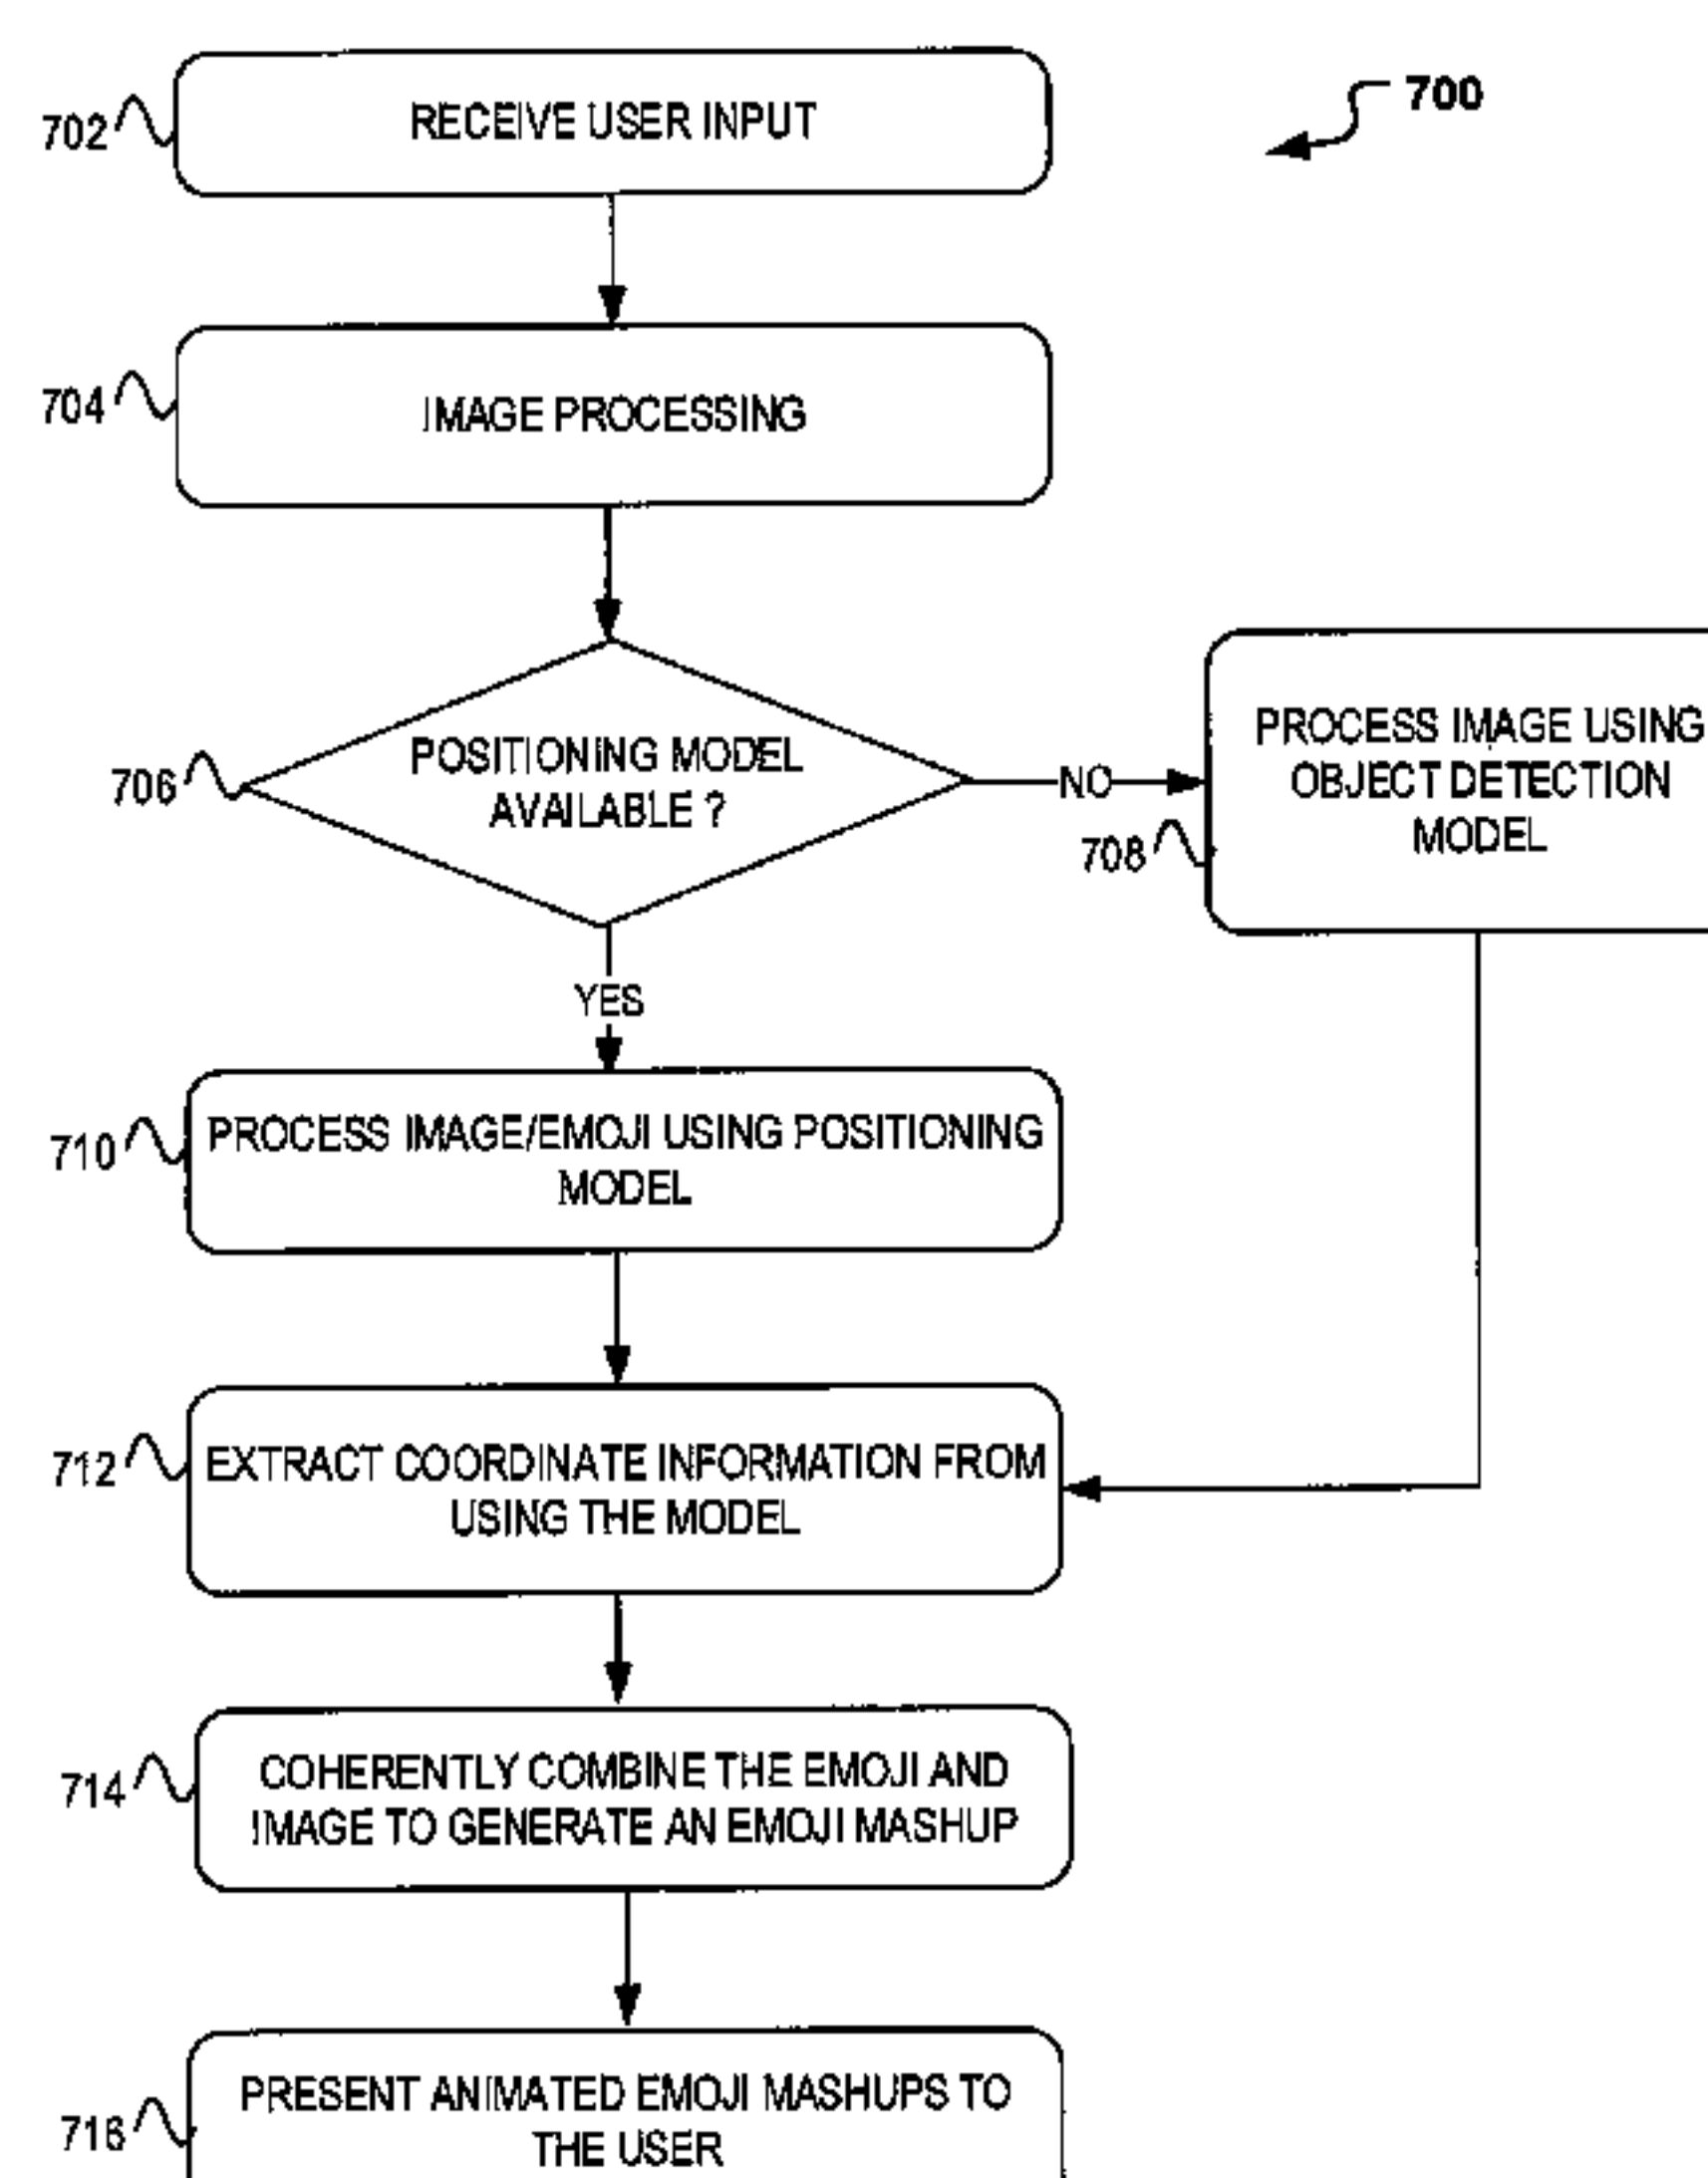 700
702
RECEIVE USER INPUT
704
IMAGE PROCESSING
706
POSITIONING MODEL
AVAILABLE ?
NO
708
PROCESS IMAGE USING
OBJECT DETECTION
MODEL
YES
710
PROCESS IMAGE/EMOJI USING POSITIONING
MODEL
712
EXTRACT COORDINATE INFORMATION FROM
USING THE MODEL
714
COHERENTLY COMBINE THE EMOJI AND
IMAGE TO GENERATE AN EMOJI MASHUP
716
PRESENT ANIMATED EMOJI MASHUPS TO
THE USER